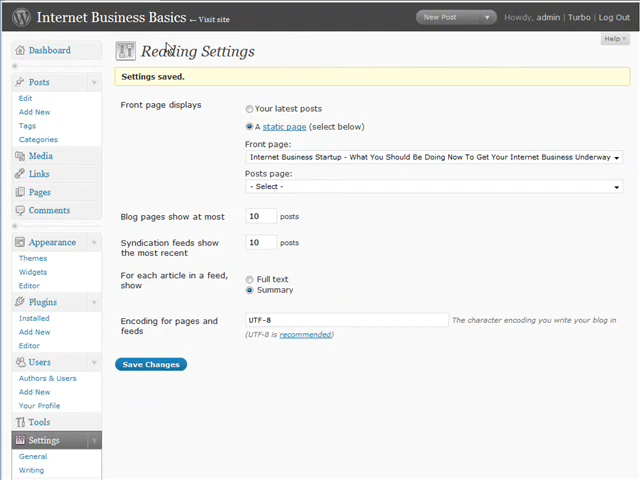 Internet Business Basics ← Visit site
New Post
Howdy, admin | Turbo | Log Out
Help
Reading Settings
Settings saved.
Dashboard
Posts
Edit
Add New
Tags
Categories
Media
Links
Pages
Comments
Appearance
Themes
Widgets
Editor
Plugins
Installed
Add New
Editor
Users
Authors & Users
Add New
Your Profile
Tools
Settings
General
Writing
Front page displays
Your latest posts
A static page (select below)
Front page:
Internet Business Startup - What You Should Be Doing Now To Get Your Internet Business Underway
Posts page:
- Select -
Blog pages show at most
10 posts
Syndication feeds show
the most recent
10 posts
For each article in a feed,
show
Full text
Summary
Encoding for pages and
feeds
UTF-8
The character encoding you write your blog in
(UTF-8 is recommended)
Save Changes